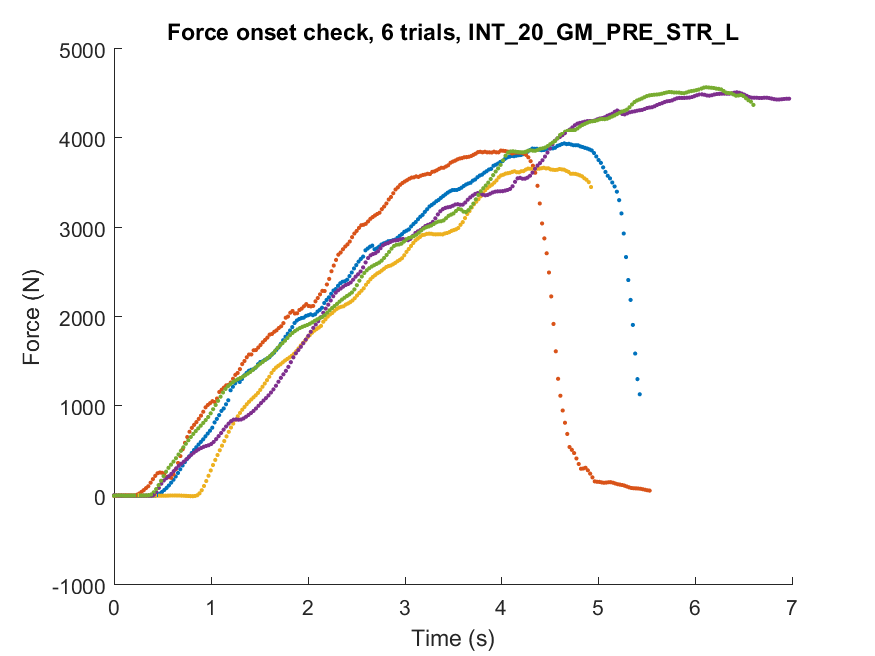 Force onset check, 6 trials, INT_20_GM_PRE_STR_L
5000
4000
3000
2000
1000
0
-1000
Force (N)
0 1 2 3 4 5 6 7
Time (s)